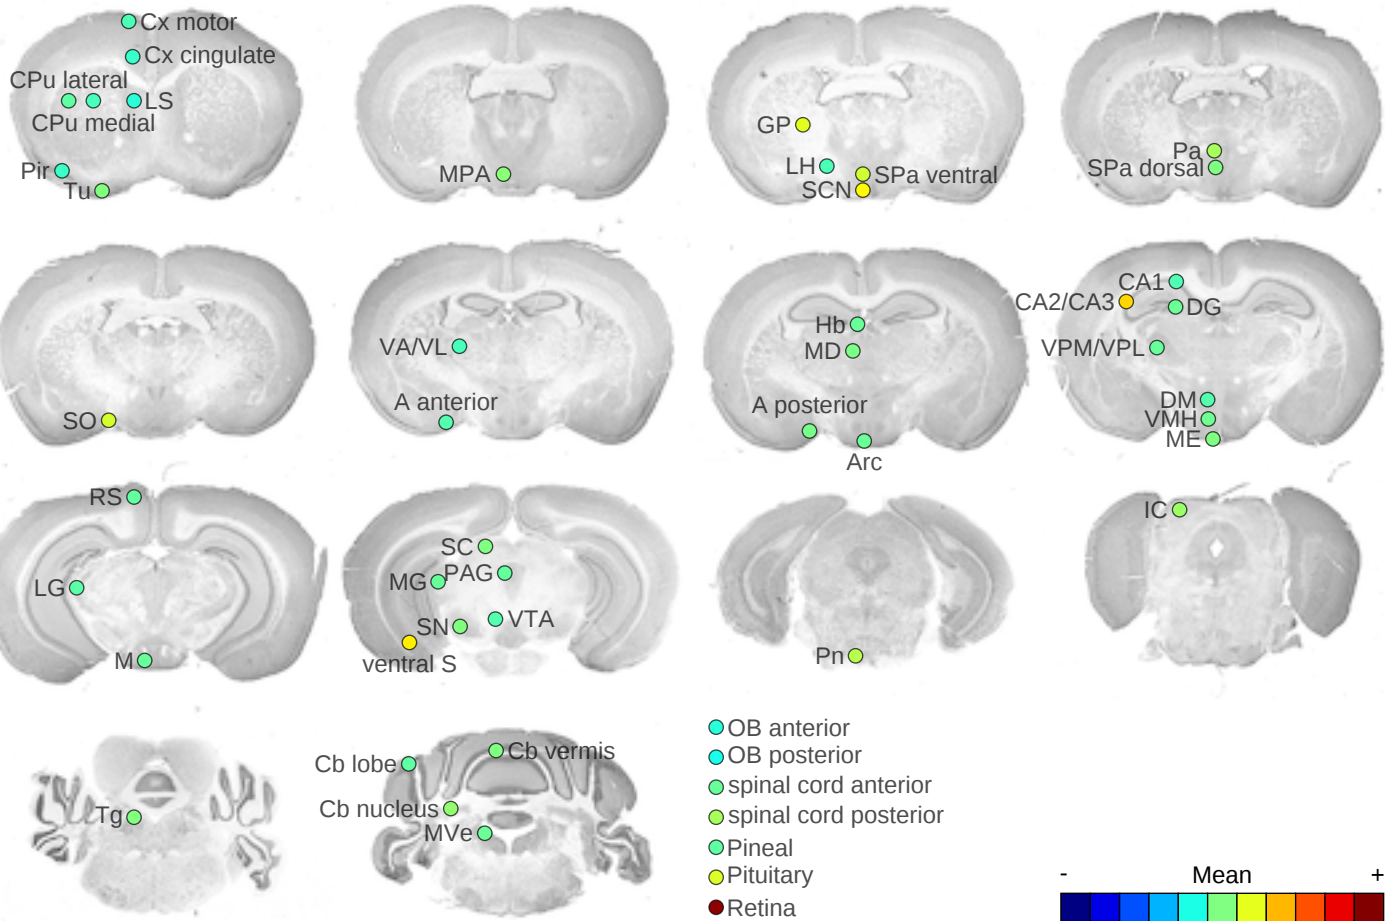 Cx motor
Cx cingulate
CPu lateral
LS
CPu medial
Pir
Tu
MPA
GP
LH
SPa ventral
SCN
Pa
SPa dorsal
SO
VA/VL
A anterior
Hb
MD
A posterior
Arc
CA1
CA2/CA3
DG
VPM/VPL
DM
VMH
ME
RS
LG
M
SC
MG
PAG
SN
VTA
ventral S
Pn
IC
Tg
Cb lobe
Cb vermis
Cb nucleus
MVe
OB anterior
OB posterior
spinal cord anterior
spinal cord posterior
Pineal
Pituitary
Retina
- Mean +